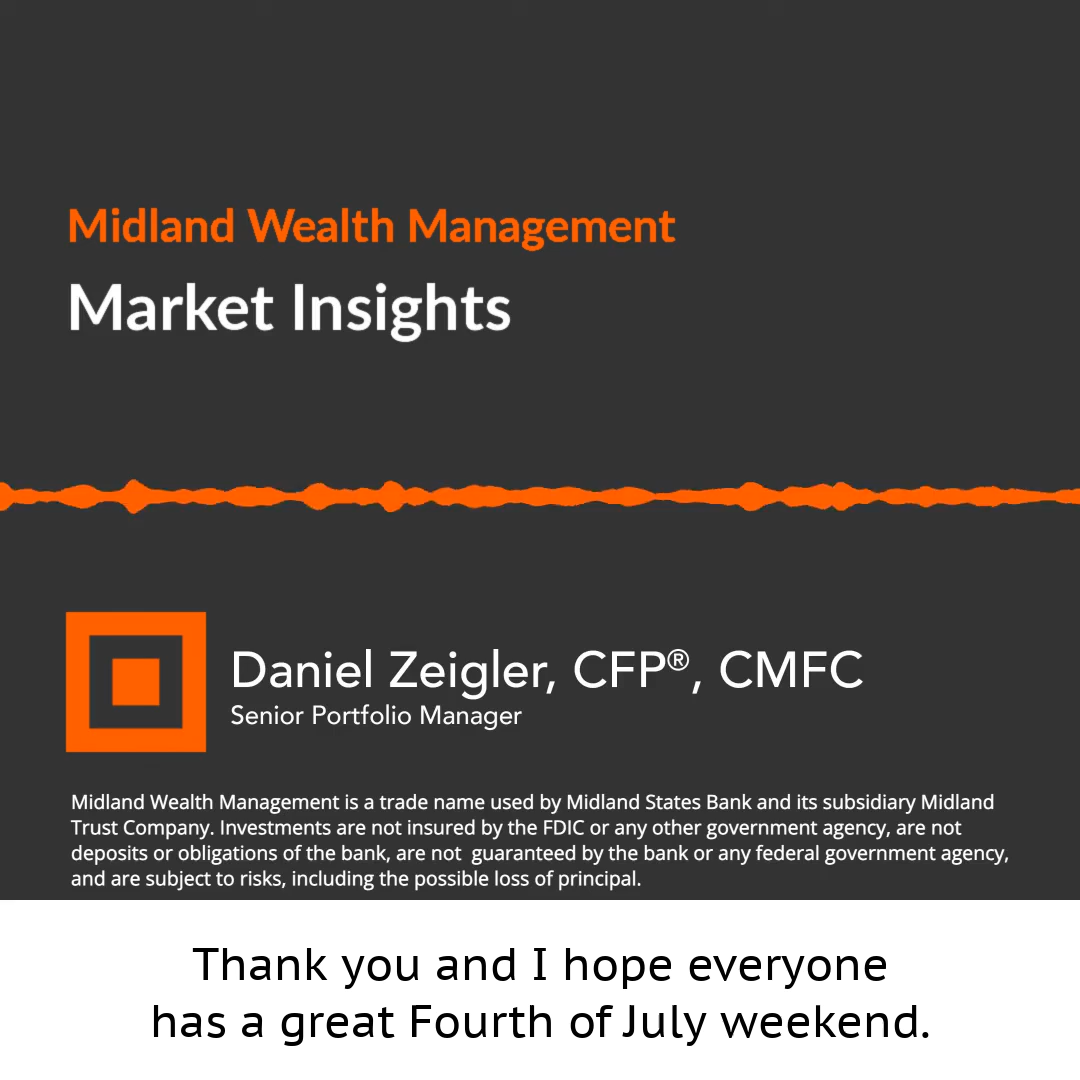 Midland Wealth Management
Market Insights
Daniel Zeigler, CFP®, CMFC
Senior Portfolio Manager
Midland Wealth Management is a trade name used by Midland States Bank and its subsidiary Midland
Trust Company. Investments are not insured by the FDIC or any other government agency, are not
deposits or obligations of the bank, are not  guaranteed by the bank or any federal government agency,
and are subject to risks, including the possible loss of principal.
Thank you and I hope everyone
has a great Fourth of July weekend.